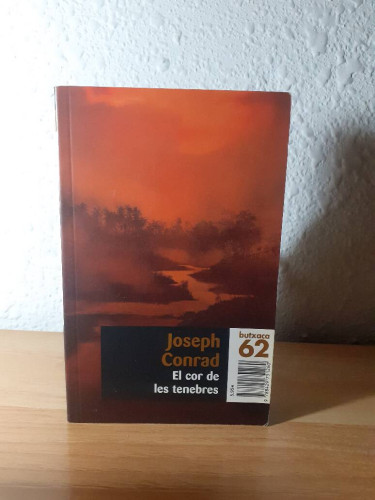 Joseph
Conrad
El cor de
les tenebres
butxaca
62